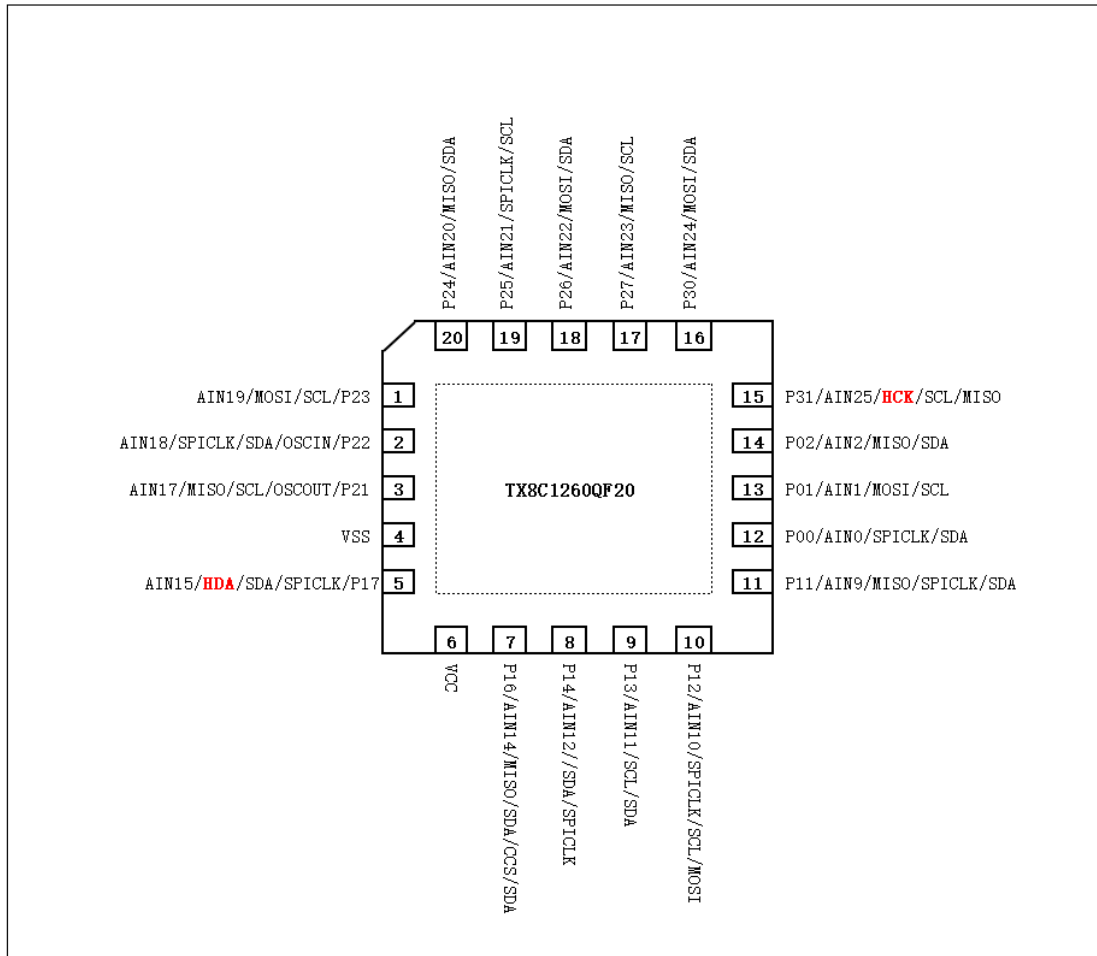 P24/AIN20/MISO/SDA
P25/AIN21/SPICLK/SCL
P26/AIN22/MOSI/SDA
P27/AIN23/MISO/SCL
P30/AIN24/MOSI/SDA
20 19 18 17 16
AIN19/MOSI/SCL/P23 1
15 P31/AIN25/HCK/SCL/MISO
AIN18/SPICLK/SDA/OSCIN/P22 2
14 P02/AIN2/MISO/SDA
AIN17/MISO/SCL/OSCOUT/P21 3
TX8C1260QF20
13 P01/AIN1/MOSI/SCL
VSS 4
12 P00/AIN0/SPICLK/SDA
AIN15/HDA/SDA/SPICLK/P17 5
11 P11/AIN9/MISO/SPICLK/SDA
6 7 8 9 10
VCC
P16/AIN14/MISO/SDA/CCS/SDA
P14/AIN12//SDA/SPICLK
P13/AIN11/SCL/SDA
P12/AIN10/SPICLK/SCL/MOSI